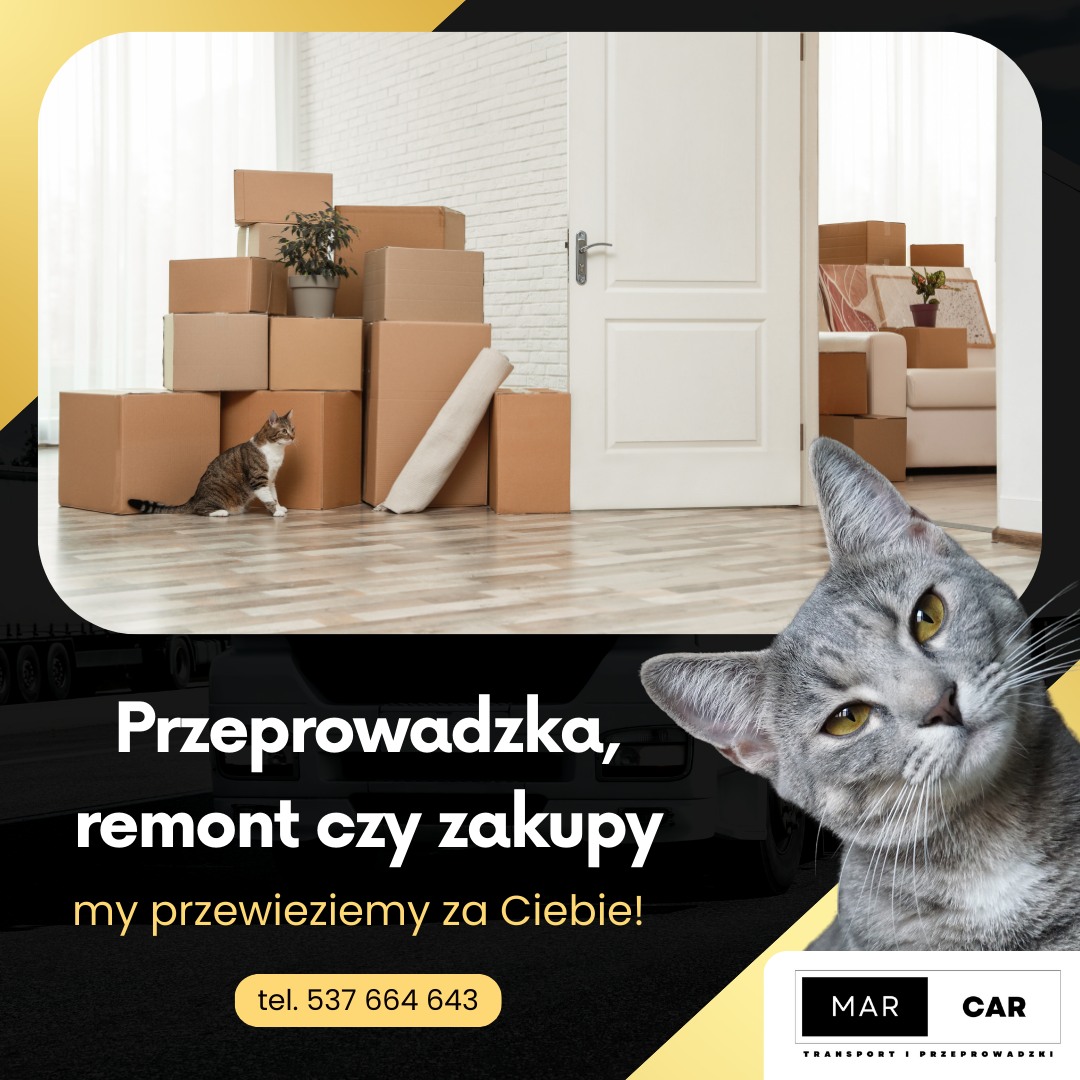 Przeprowadzka,
remont czy zakupy
my przewieziemy za Ciebie!
tel. 537 664 643
MAR CAR
TRANSPORT I PRZEPROWADZKI